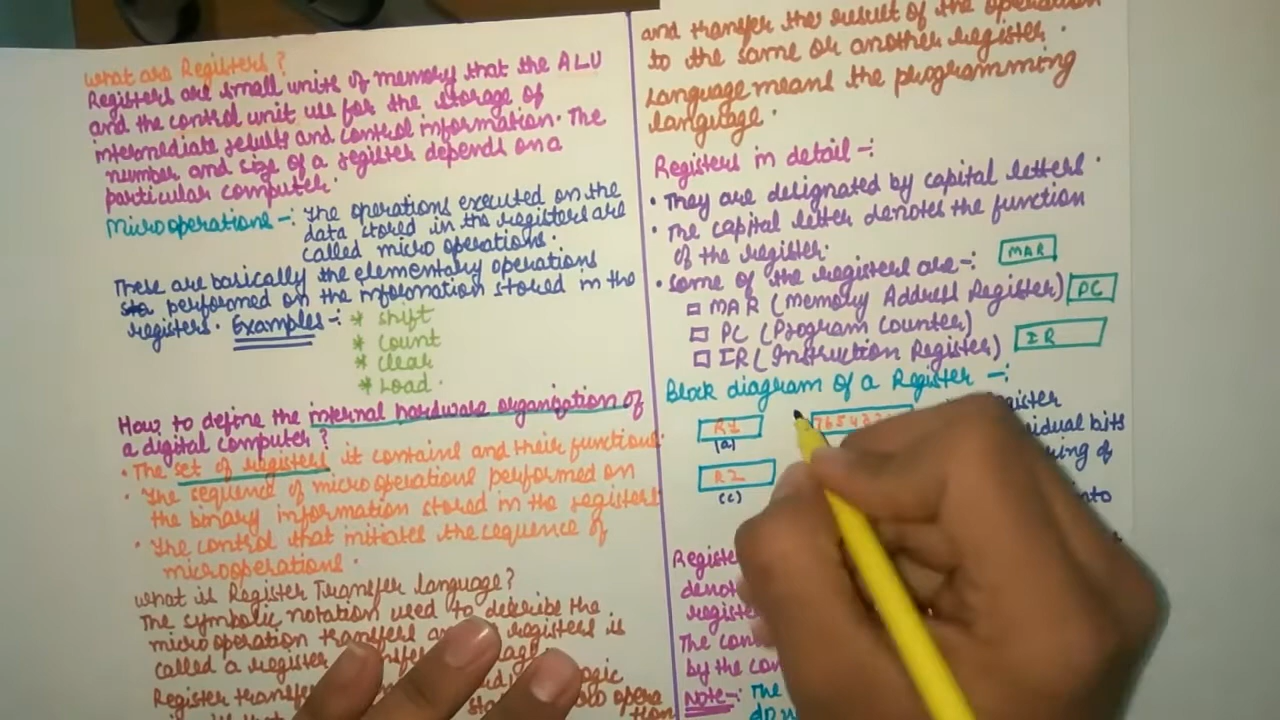 What are Registers?
Registers are small units of memory that the ALU
and the control unit use for the storage of
intermediate results and control information. The
number and size of a register depends on a
particular computer.
Microoperations -: The operations executed on the
data stored in the registers are
called micro operations.
These are basically the elementary operations
performed on the information stored in the
registers. Examples -:
* Shift
* Count
* Clear
* Load.
How to define the internal hardware organization of
a digital computer?
• The set of registers it contains and their functions.
• The sequence of microoperations performed on
the binary information stored in the registers
• The control that initiates the sequence of
microoperations.
What is Register Transfer language?
The symbolic notation used to describe the
micro operation transfers registers is
called a register
Register transfer
and transfer the result of the operation
to the same or another register.
Language means the programming
language.
Registers in detail -:
• They are designated by capital letters.
• The capital letter denotes the function
of the register.
• Some of the registers are -:
MAR
MAR (Memory Address Register)
PC
PC (Program Counter)
IR (Instruction Register)
IR
Block diagram of a Register -:
R1
(a)
R2
(c)
bits
of
into
The
by the
Note -: The